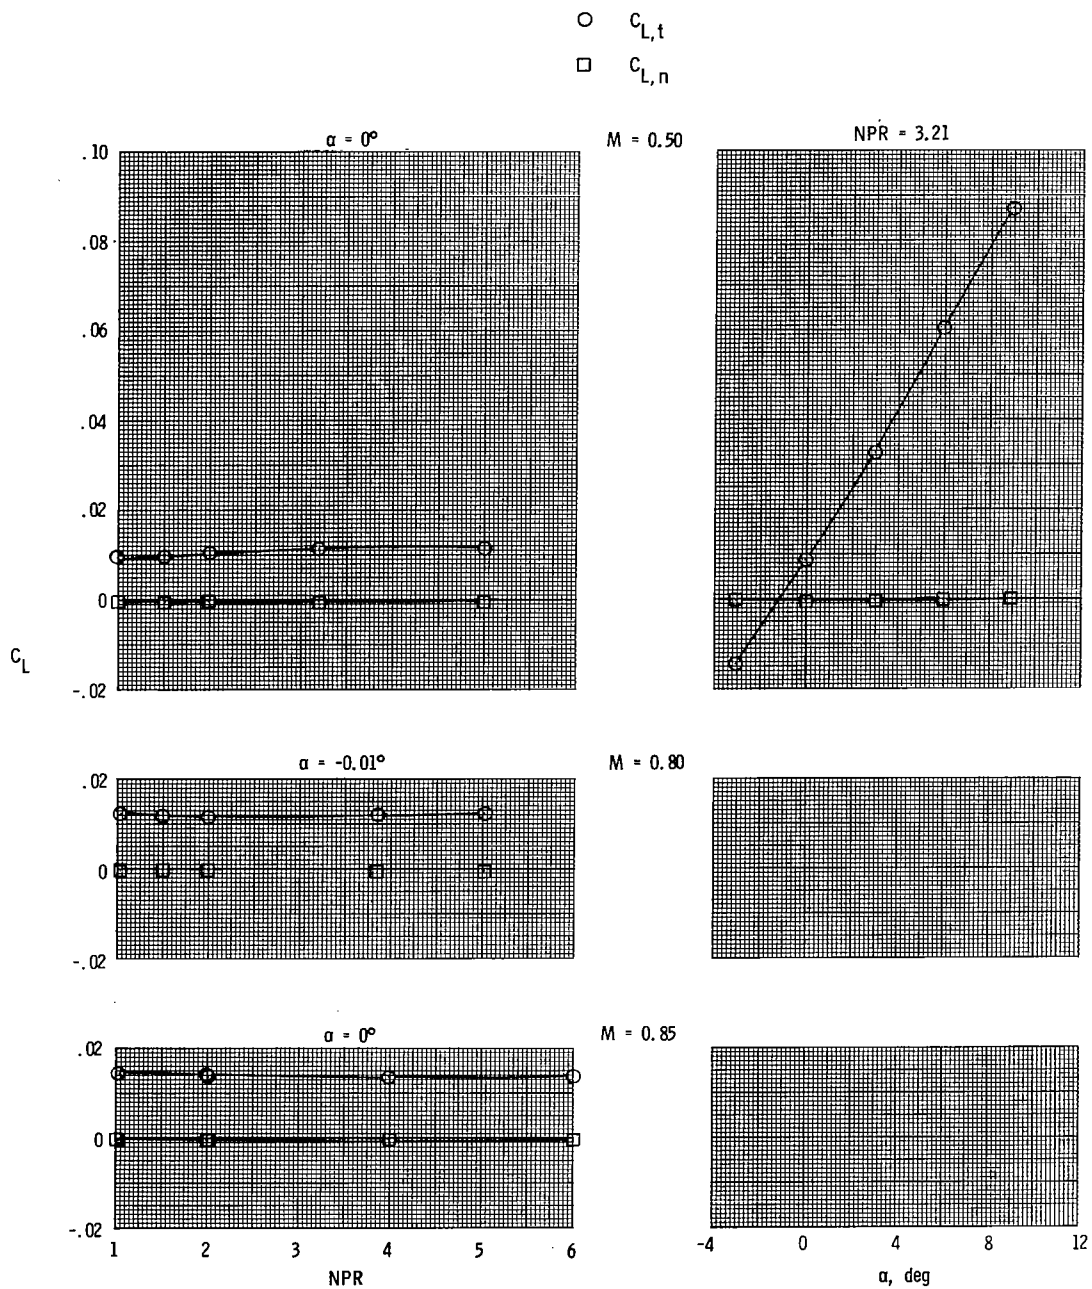 C_L,t
C_L,n
α = 0°
M = 0.50
NPR = 3.21
.10
.08
.06
.04
.02
0
C_L
-.02
α = -0.01°
M = 0.80
.02
0
-.02
α = 0°
M = 0.85
.02
0
-.02
1 2 3 4 5 6
NPR
-4 0 4 8 12
α, deg